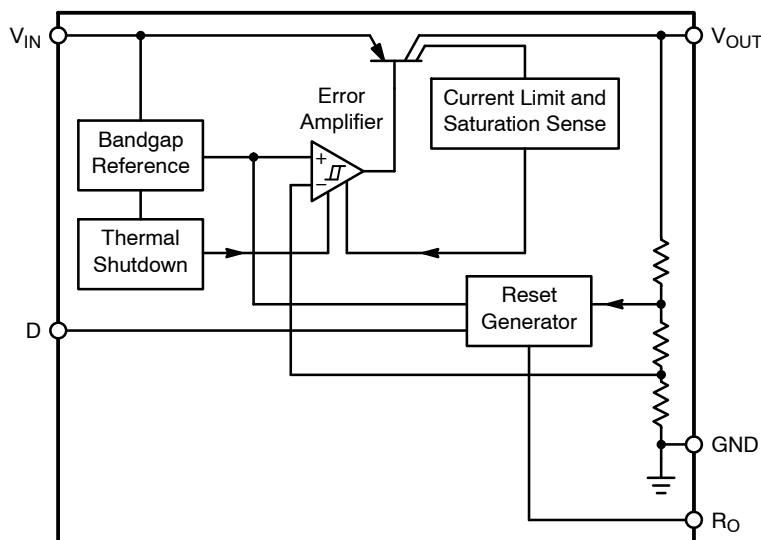 V_IN
V_OUT
Error
Amplifier
Current Limit and
Saturation Sense
Bandgap
Reference
+
−
Thermal
Shutdown
Reset
Generator
D
GND
R_O